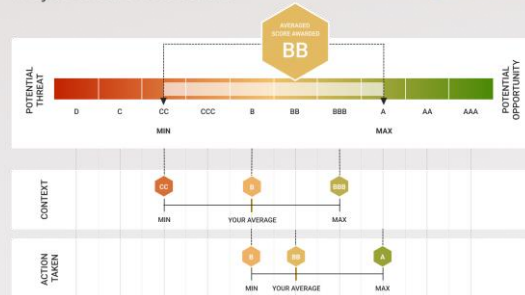 AVERAGED
SCORE AWARDED
BB
POTENTIAL
THREAT
D C CC CCC B BB BBB A AA AAA
POTENTIAL
OPPORTUNITY
MIN MAX
CONTEXT
CC B BBB
MIN YOUR AVERAGE MAX
ACTION
TAKEN
B BB A
MIN YOUR AVERAGE MAX